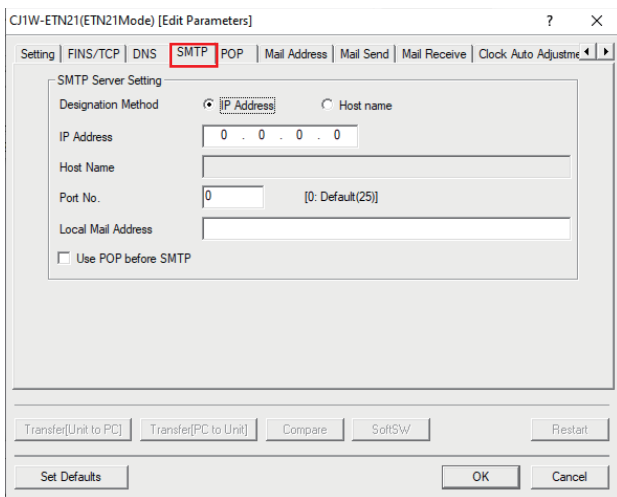 CJ1W-ETN21(ETN21Mode) [Edit Parameters] ?
Setting FINS/TCP DNS SMTP POP Mail Address Mail Send Mail Receive Clock Auto Adjustme
SMTP Server Setting
Designation Method IP Address Host name
IP Address 0 . 0 . 0 . 0
Host Name
Port No. 0 [0: Default(25)]
Local Mail Address
Use POP before SMTP
Transfer[Unit to PC] Transfer[PC to Unit] Compare SoftSW Restart
Set Defaults OK Cancel